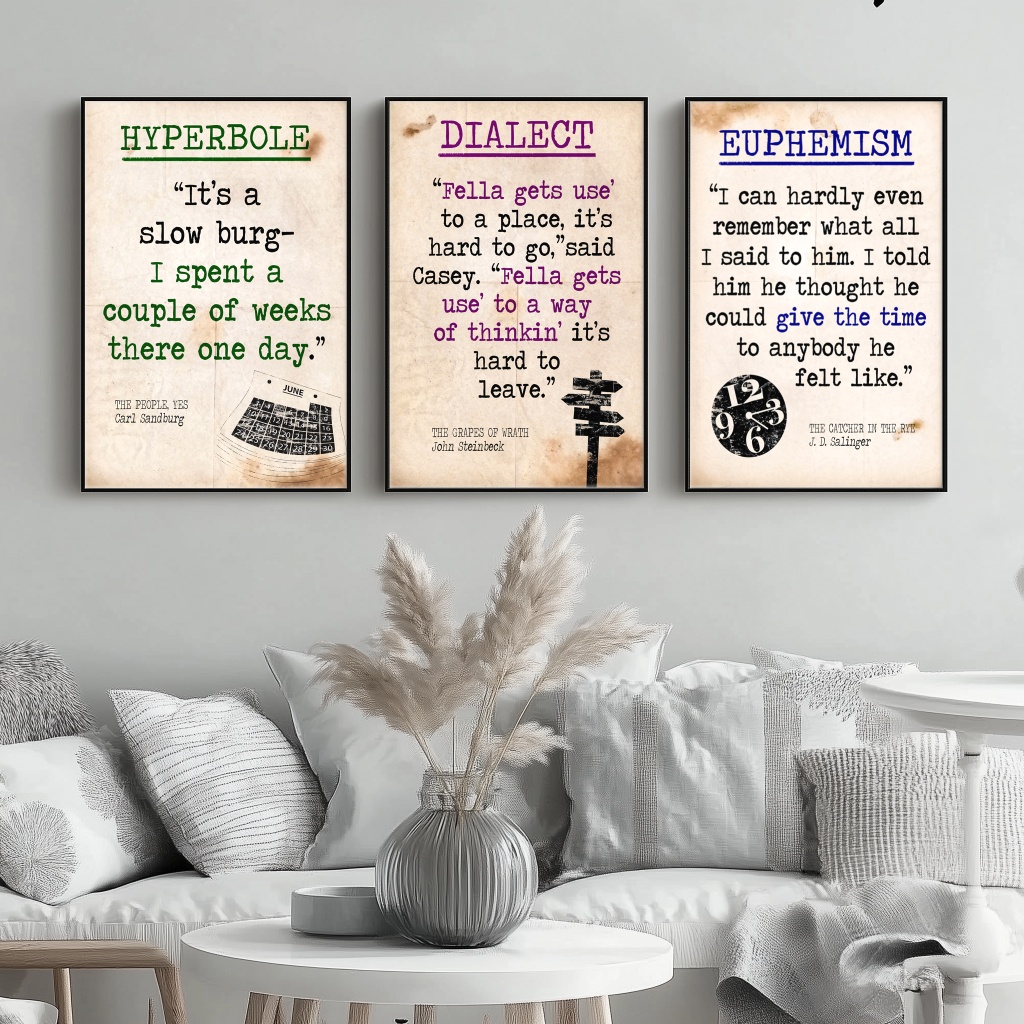 HYPERBOLE
“It’s a
slow burg–
I spent a
couple of weeks
there one day.”
THE PEOPLE, YES
Carl Sandburg
JUNE
DIALECT
“Fella gets use’
to a place, it’s
hard to go,”said
Casey. “Fella gets
use’ to a way
of thinkin’ it’s
hard to
leave.”
THE GRAPES OF WRATH
John Steinbeck
EUPHEMISM
“I can hardly even
remember what all
I said to him. I told
him he thought he
could give the time
to anybody he
felt like.”
12
3
9
6
THE CATCHER IN THE RYE
J. D. Salinger